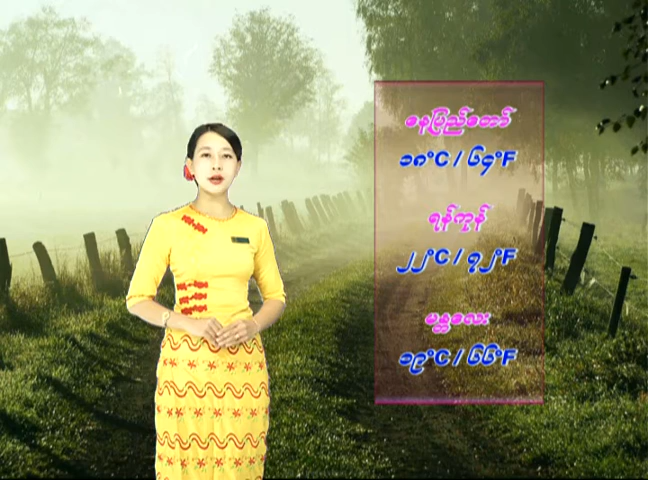 နေပြည်တော်
၁၈°C / ၆၄°F
ရန်ကုန်
၂၂°C / ၇၂°F
မန္တလေး
၁၉°C / ၆၆°F